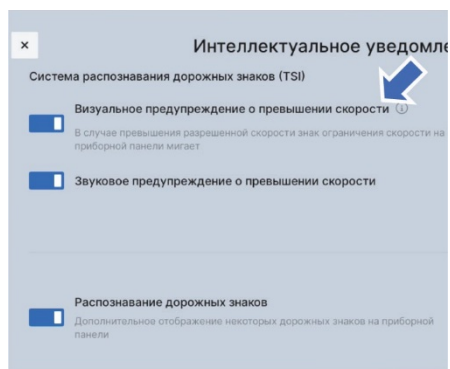 ×
Интеллектуальное уведомле
Система распознавания дорожных знаков (TSI)
Визуальное предупреждение о превышении скорости ⓘ
В случае превышения разрешенной скорости знак ограничения скорости на
приборной панели мигает
Звуковое предупреждение о превышении скорости
Распознавание дорожных знаков
Дополнительное отображение некоторых дорожных знаков на приборной
панели